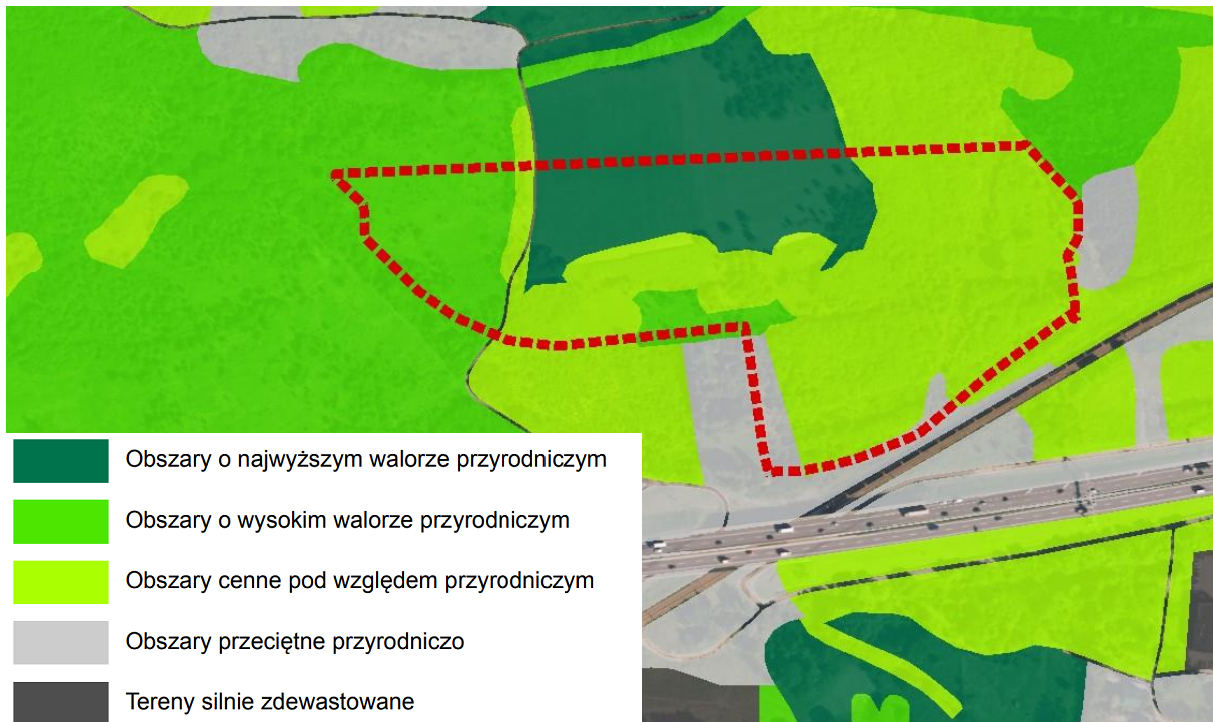 Obszary o najwyższym walorze przyrodniczym
Obszary o wysokim walorze przyrodniczym
Obszary cenne pod względem przyrodniczym
Obszary przeciętne przyrodniczo
Tereny silnie zdewastowane